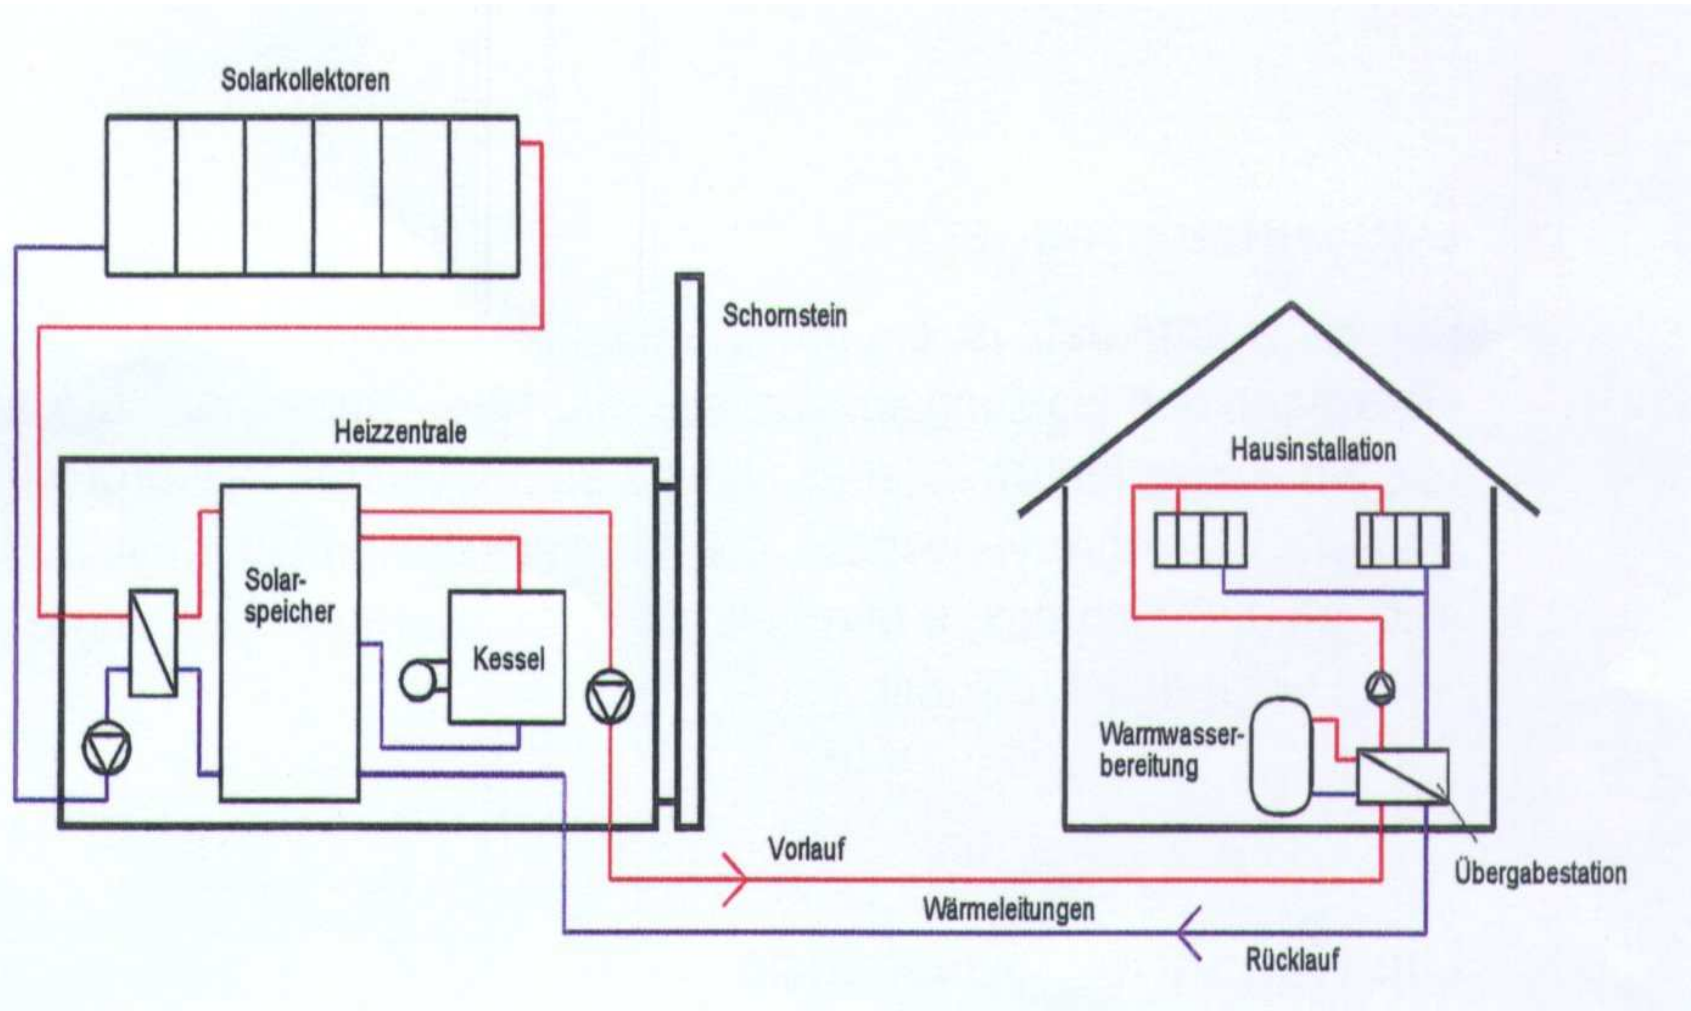 Solarkollektoren
Schornstein
Heizzentrale
Hausinstallation
Solar-
speicher
Kessel
Warmwasser-
bereitung
Vorlauf
Übergabestation
Wärmeleitungen
Rücklauf